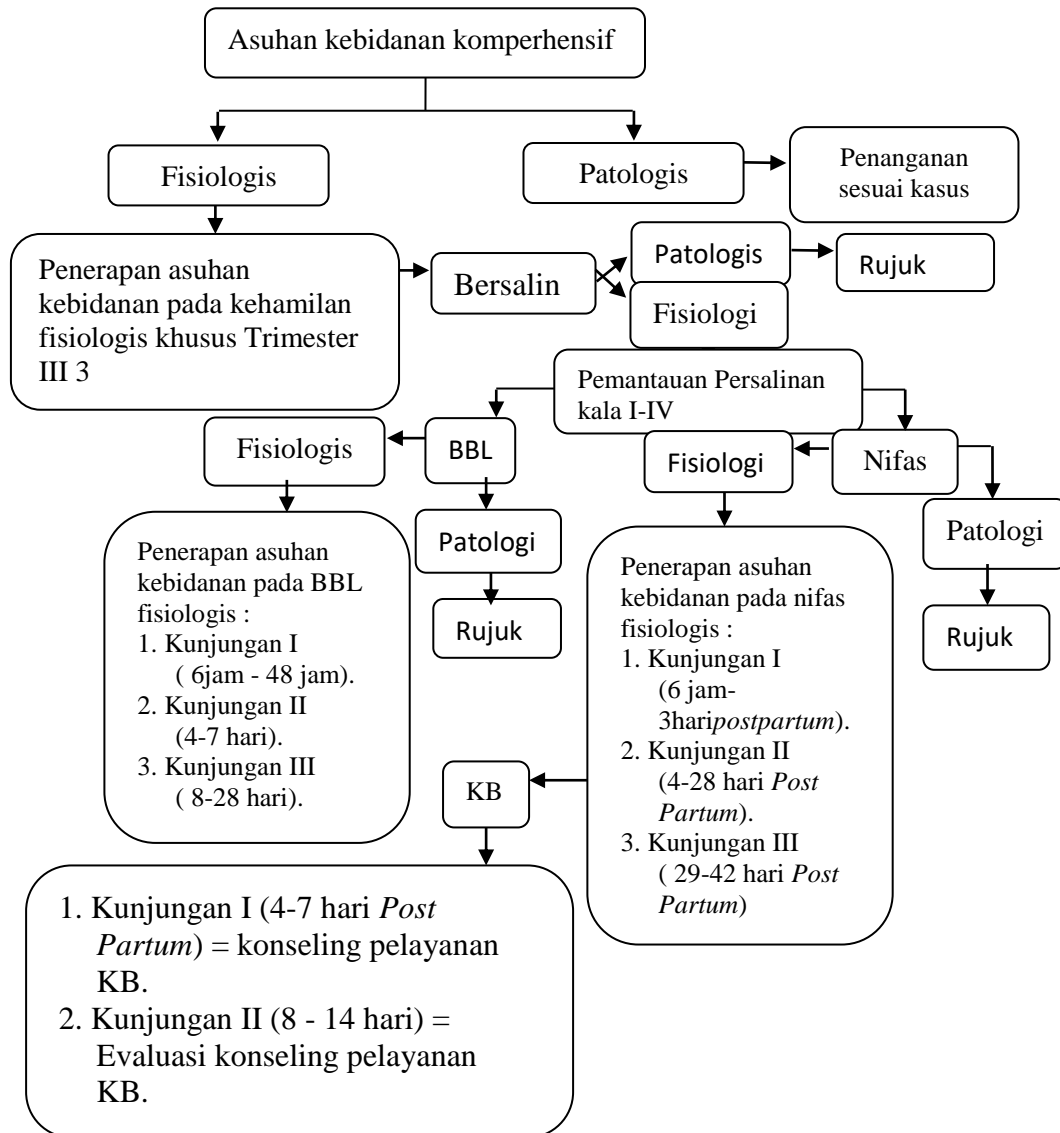 Asuhan kebidanan komperhensif
Fisiologis
Patologis
Penanganan
sesuai kasus
Penerapan asuhan
kebidanan pada kehamilan
fisiologis khusus Trimester
III 3
Bersalin
Patologis
Rujuk
Fisiologi
Pemantauan Persalinan
kala I-IV
Fisiologis
BBL
Fisiologi
Nifas
Patologi
Patologi
Rujuk
Rujuk
Penerapan asuhan
kebidanan pada BBL
fisiologis :
1. Kunjungan I
( 6jam - 48 jam).
2. Kunjungan II
(4-7 hari).
3. Kunjungan III
( 8-28 hari).
Penerapan asuhan
kebidanan pada nifas
fisiologis :
1. Kunjungan I
(6 jam-
3haripostpartum).
2. Kunjungan II
(4-28 hari Post
Partum).
3. Kunjungan III
( 29-42 hari Post
Partum)
KB
1. Kunjungan I (4-7 hari Post
Partum) = konseling pelayanan
KB.
2. Kunjungan II (8 - 14 hari) =
Evaluasi konseling pelayanan
KB.